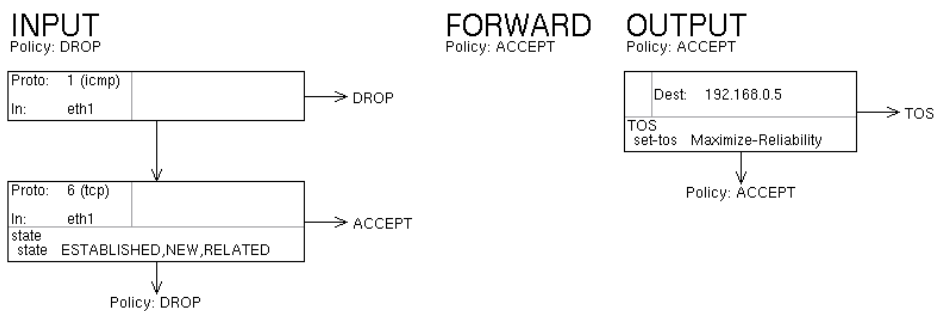 INPUT
Policy: DROP
Proto: 1 (icmp)
In: eth1
DROP
Proto: 6 (tcp)
In: eth1
state
state ESTABLISHED,NEW,RELATED
ACCEPT
Policy: DROP
FORWARD
Policy: ACCEPT
OUTPUT
Policy: ACCEPT
Dest: 192.168.0.5
TOS
set-tos Maximize-Reliability
TOS
Policy: ACCEPT